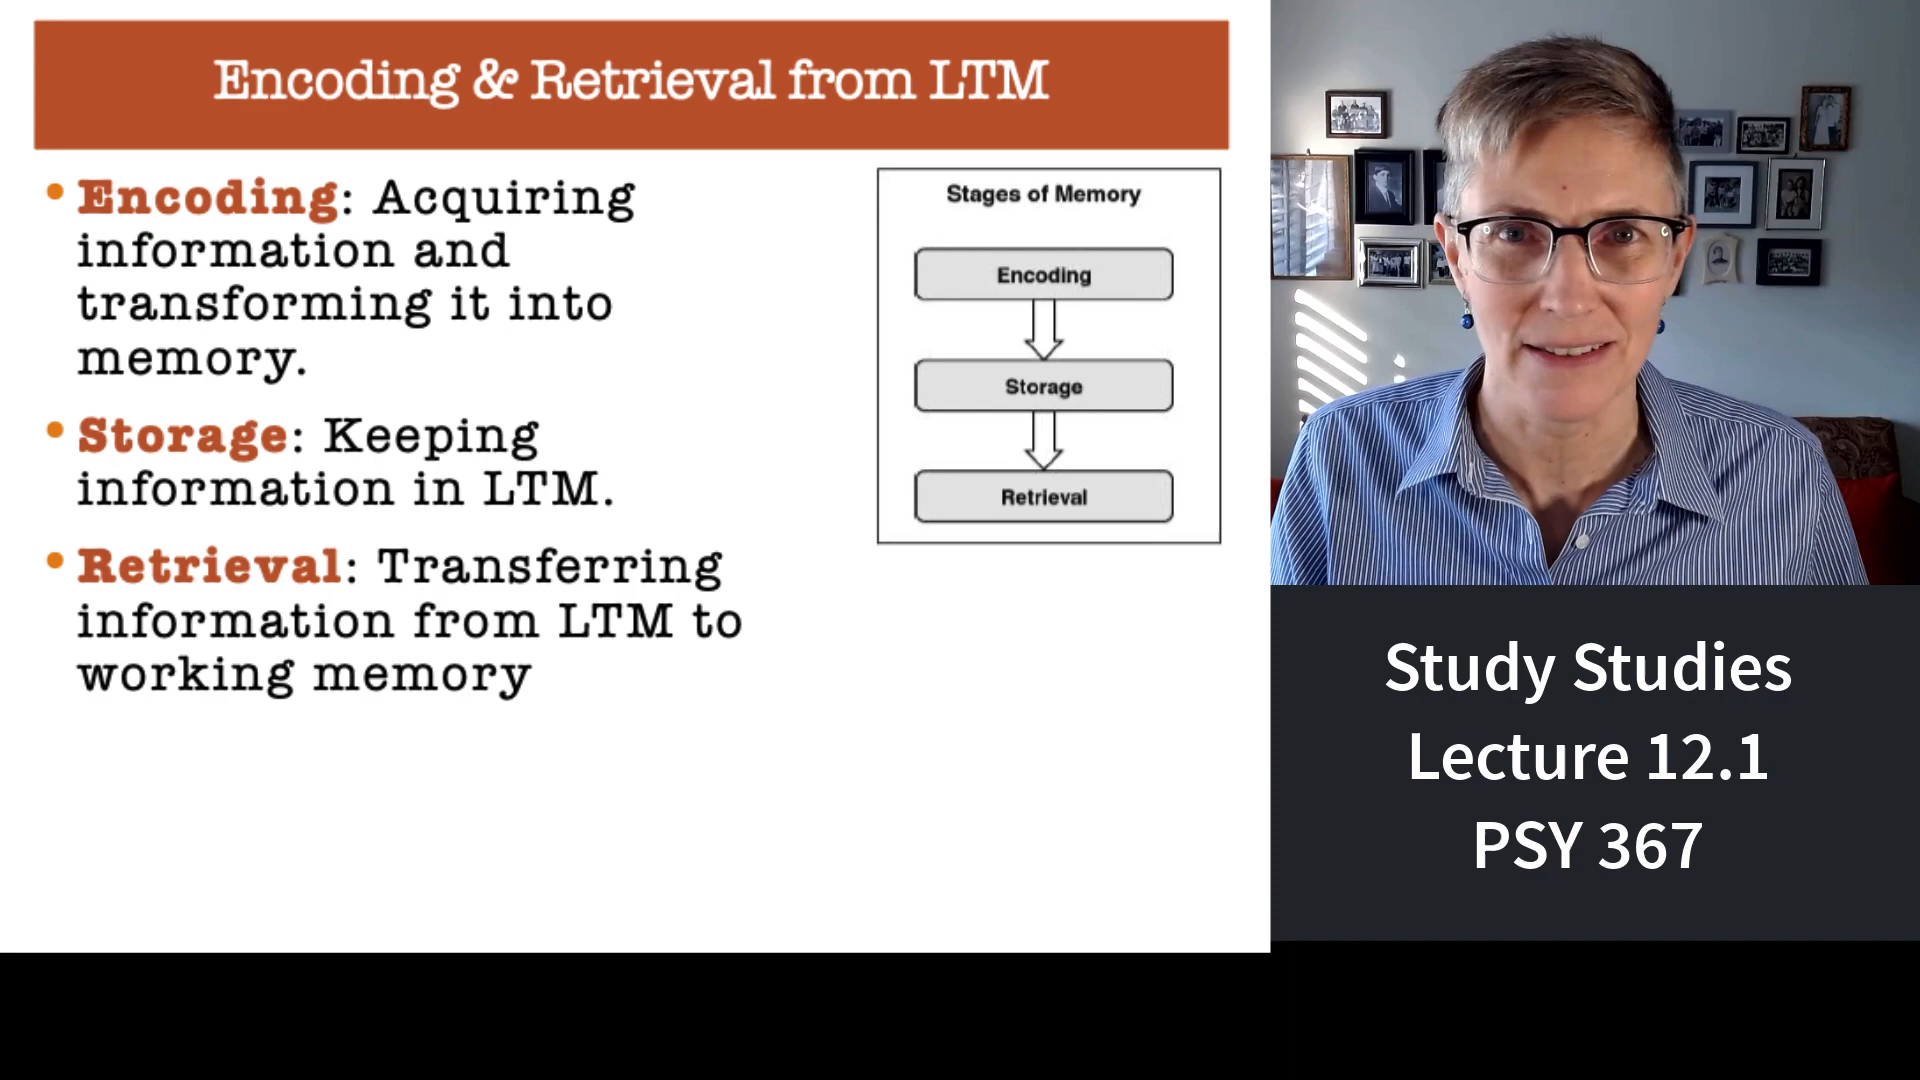 Encoding & Retrieval from LTM
• Encoding: Acquiring
information and
transforming it into
memory.
• Storage: Keeping
information in LTM.
• Retrieval: Transferring
information from LTM to
working memory
Stages of Memory
Encoding
Storage
Retrieval
Study Studies
Lecture 12.1
PSY 367